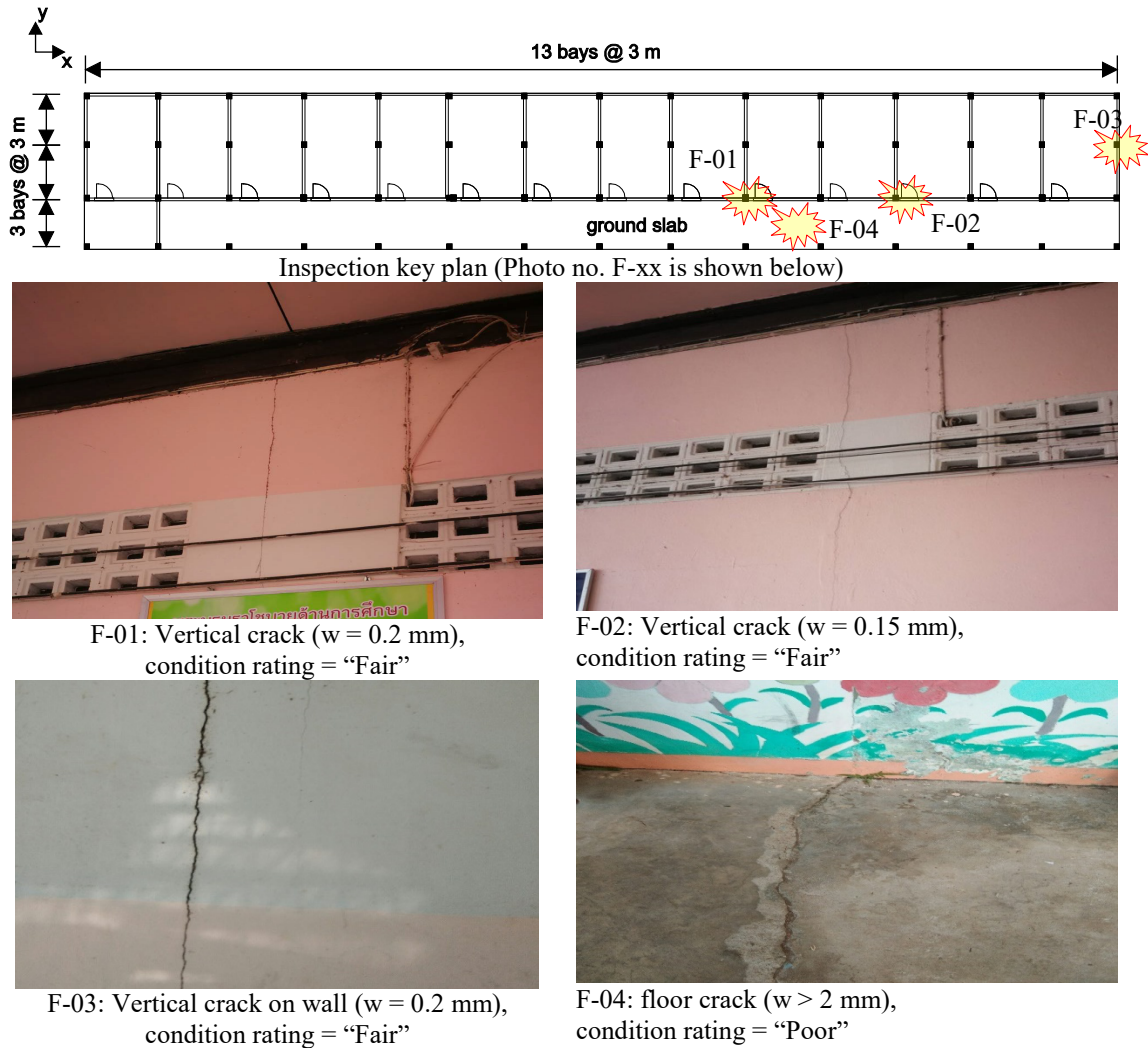 y
x
13 bays @ 3 m
3 bays @ 3 m
F-03
F-01
ground slab
F-04
F-02
Inspection key plan (Photo no. F-xx is shown below)
F-01: Vertical crack (w = 0.2 mm),
condition rating = “Fair”
F-02: Vertical crack (w = 0.15 mm),
condition rating = “Fair”
F-03: Vertical crack on wall (w = 0.2 mm),
condition rating = “Fair”
F-04: floor crack (w > 2 mm),
condition rating = “Poor”